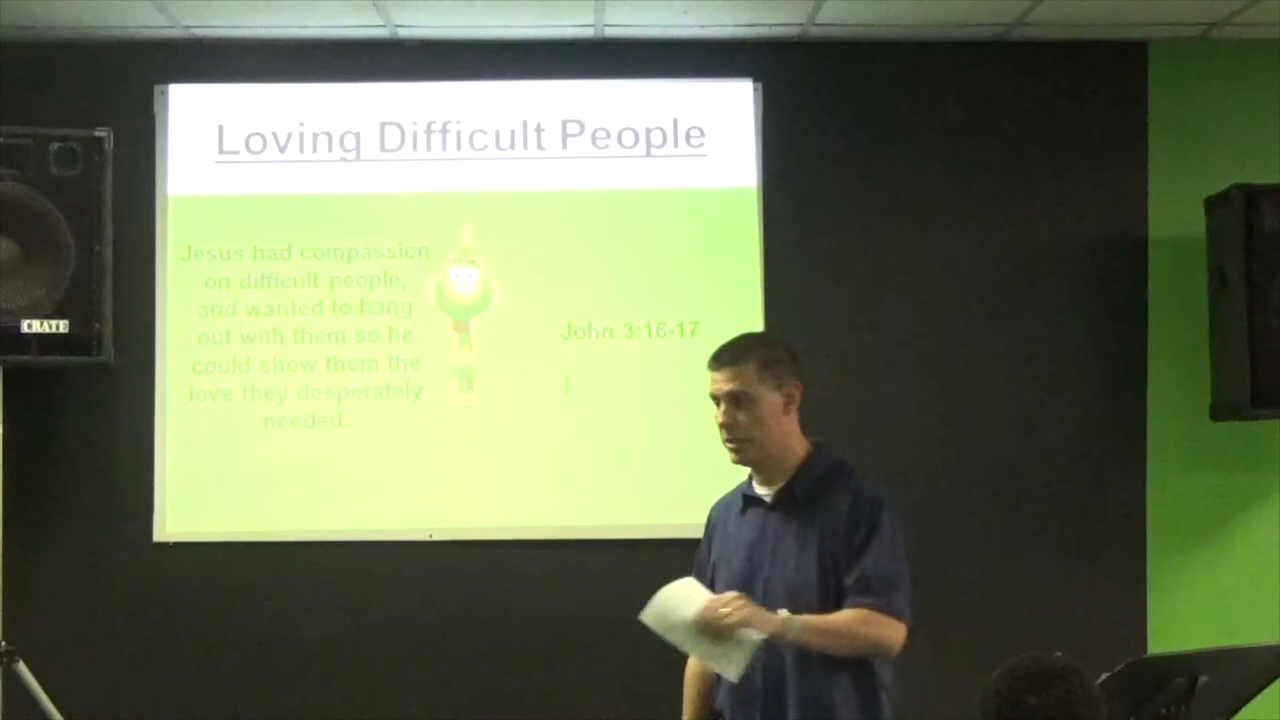 Loving Difficult People
Jesus had compassion
on difficult people,
and wanted to hang
out with them so he
could show them the
love they desperately
needed.
John 3:16-17
CRATE